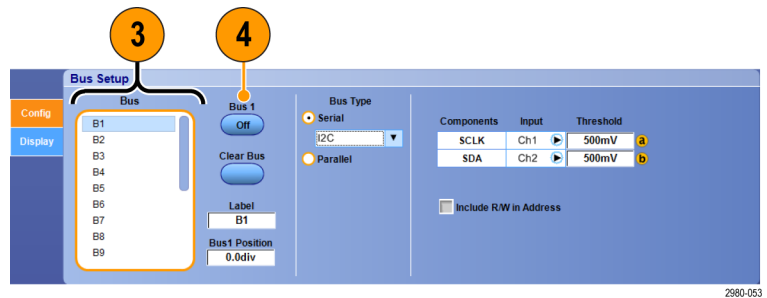 3
4
Bus Setup
Config
Display
Bus
B1
B2
B3
B4
B5
B6
B7
B8
B9
Bus 1
Off
Clear Bus
Label
B1
Bus1 Position
0.0div
Bus Type
Serial
I2C
Parallel
Components Input Threshold
SCLK Ch1 500mV a
SDA Ch2 500mV b
Include R/W in Address
2980-053